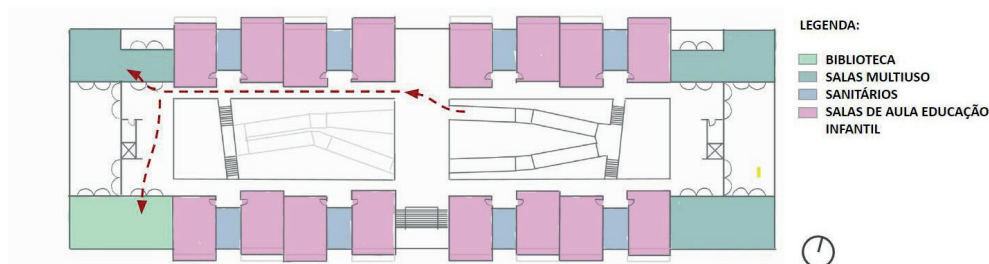 LEGENDA:
BIBLIOTECA
SALAS MULTIUSO
SANITÁRIOS
SALAS DE AULA EDUCAÇÃO
INFANTIL